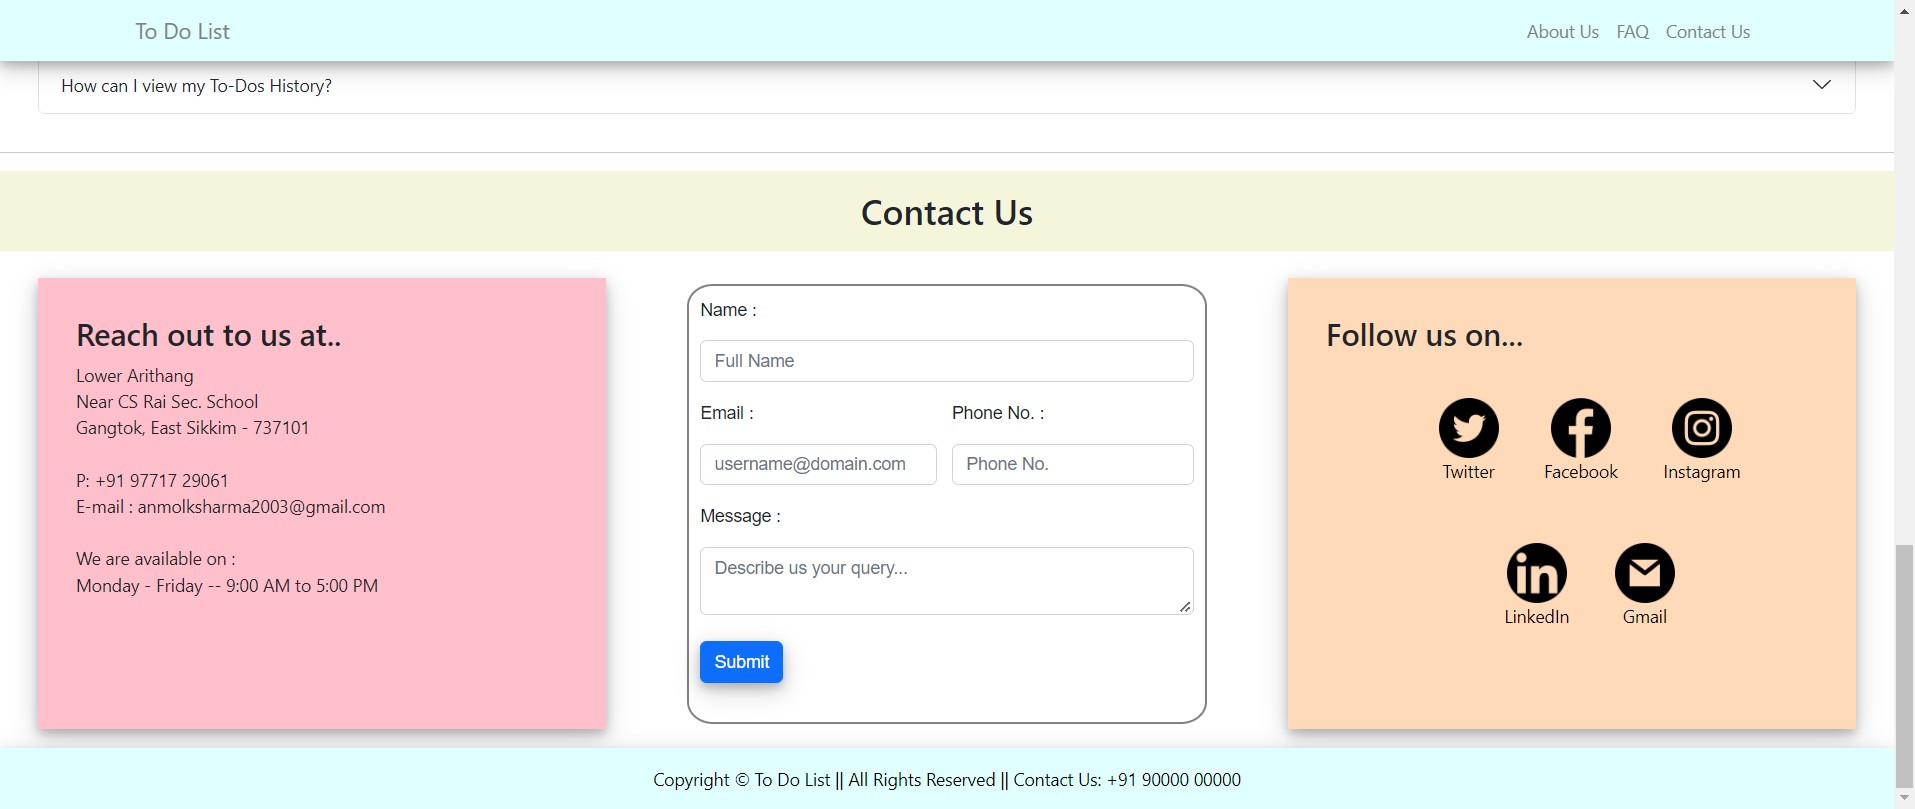 To Do List
About Us FAQ Contact Us
How can I view my To-Dos History?
Contact Us
Reach out to us at..
Lower Arithang
Near CS Rai Sec. School
Gangtok, East Sikkim - 737101
P: +91 97717 29061
E-mail : anmolksharma2003@gmail.com
We are available on :
Monday - Friday -- 9:00 AM to 5:00 PM
Name :
Full Name
Email :
Phone No. :
username@domain.com
Phone No.
Message :
Describe us your query...
Submit
Follow us on...
Twitter
Facebook
Instagram
LinkedIn
Gmail
Copyright © To Do List || All Rights Reserved || Contact Us: +91 90000 00000